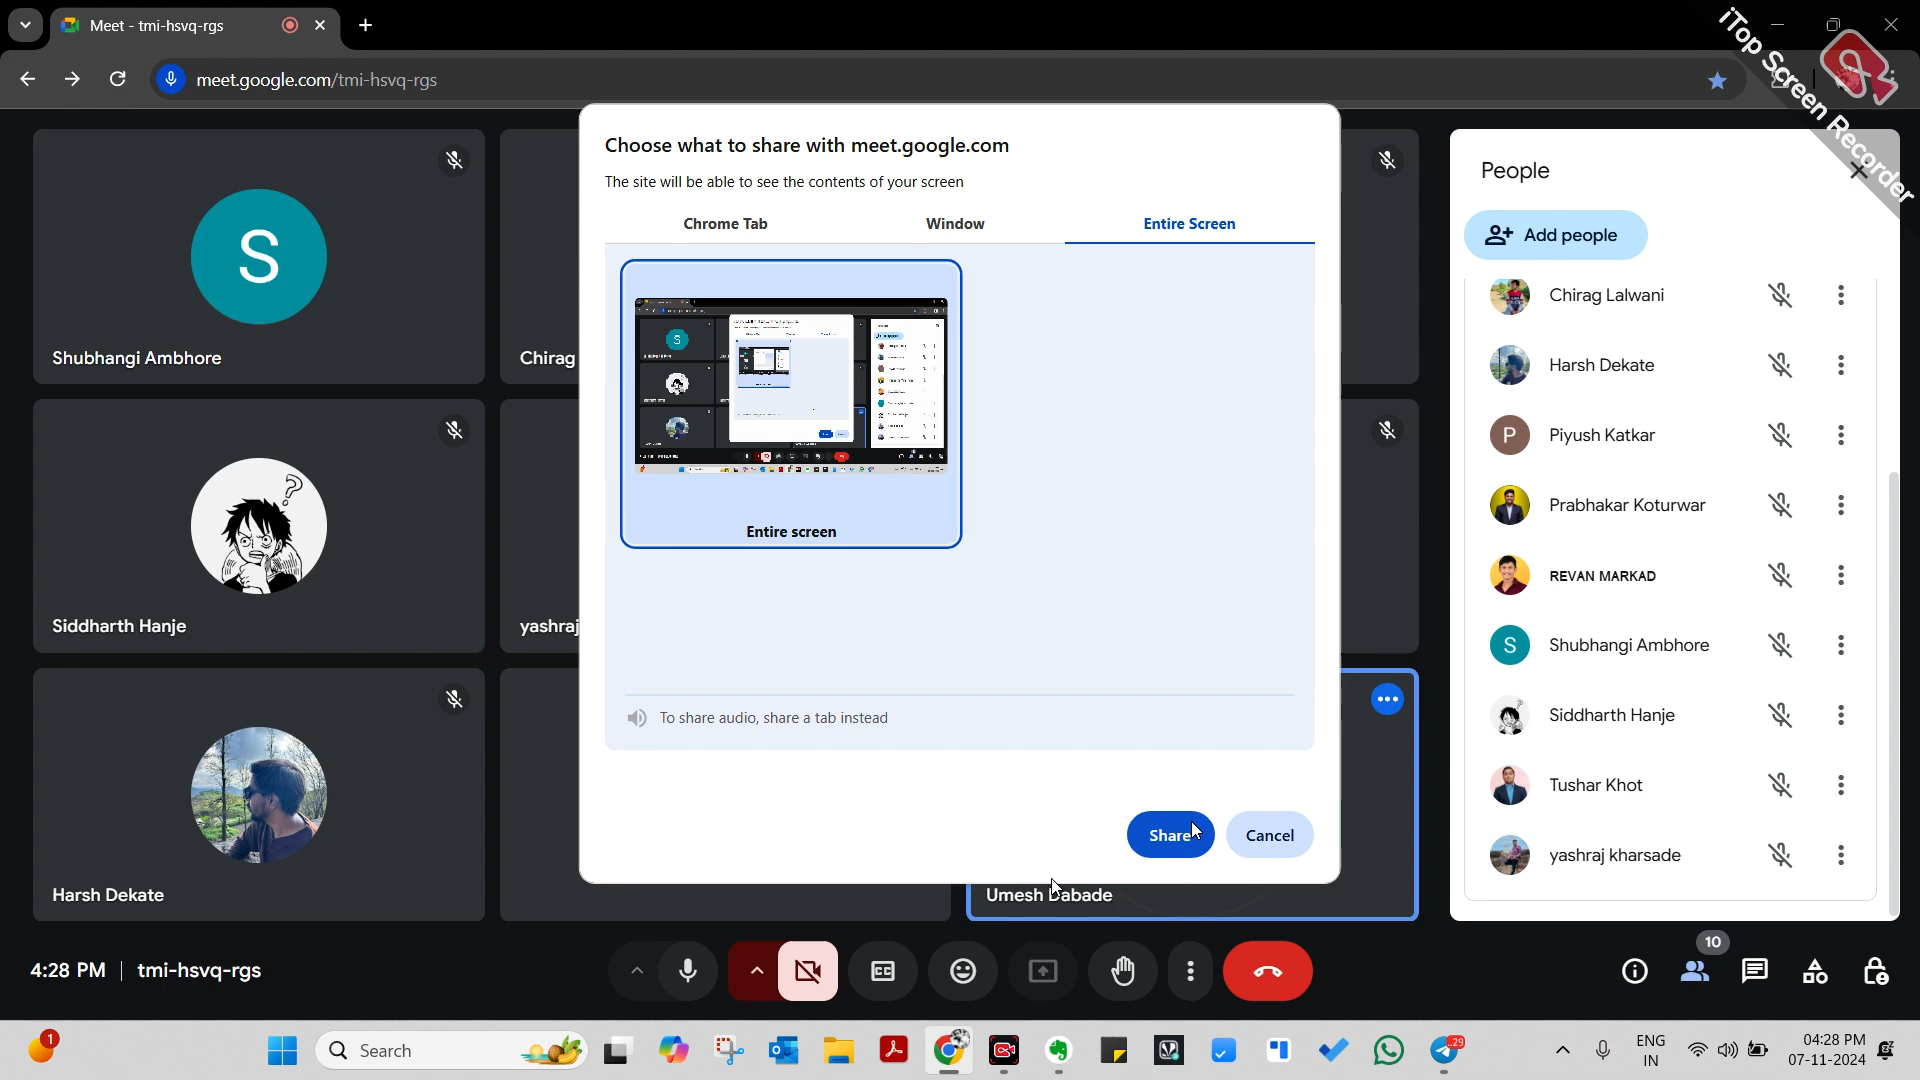 Meet - tmi-hsvq-rgs
meet.google.com/tmi-hsvq-rgs
iTop Screen Recorder
S
Shubhangi Ambhore
Chirag
Siddharth Hanje
?
yashraj
Harsh Dekate
Umesh Dabade
Choose what to share with meet.google.com
The site will be able to see the contents of your screen
Chrome Tab
Window
Entire Screen
Entire screen
To share audio, share a tab instead
Share
Cancel
People
Add people
Chirag Lalwani
Harsh Dekate
P
Piyush Katkar
Prabhakar Koturwar
REVAN MARKAD
S
Shubhangi Ambhore
Siddharth Hanje
Tushar Khot
yashraj kharsade
4:28 PM
tmi-hsvq-rgs
CC
10
1
Search
29
ENG
IN
04:28 PM
07-11-2024